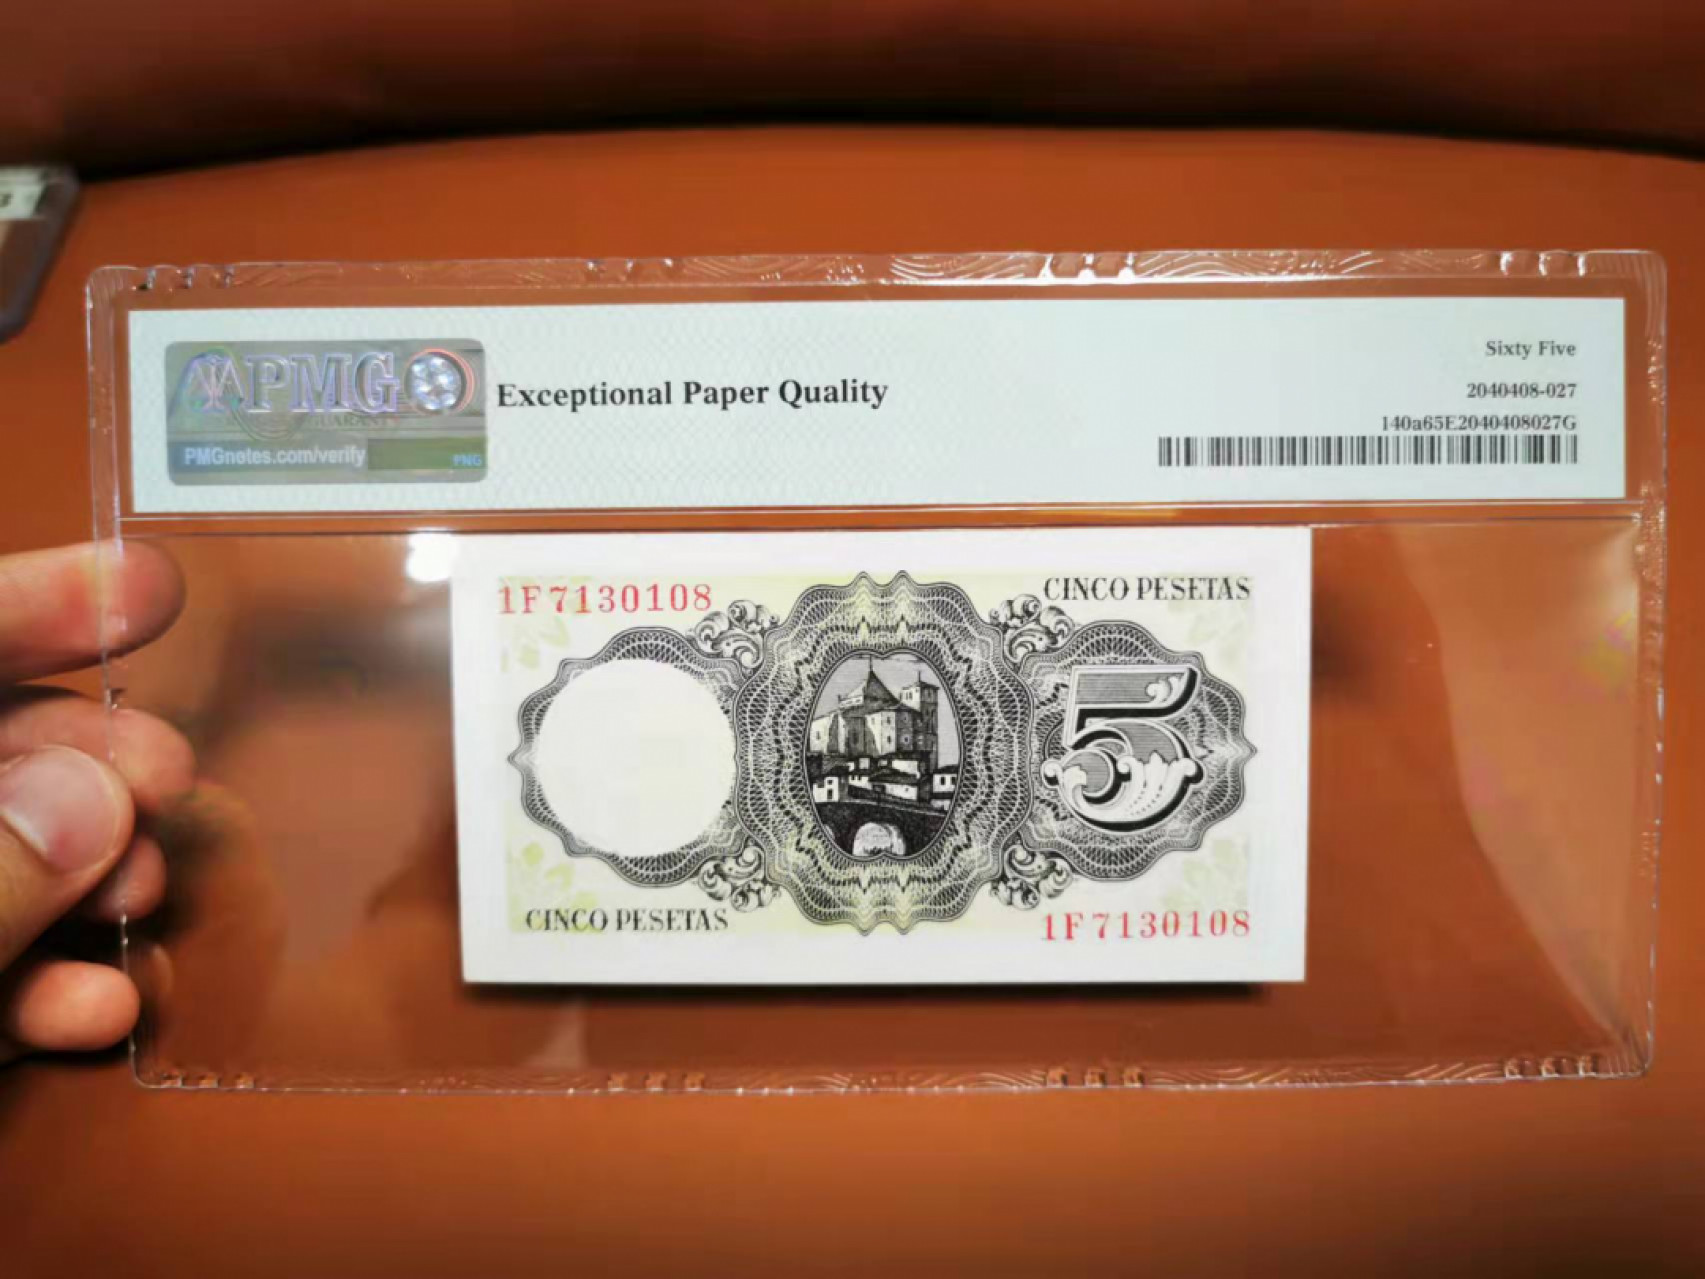 PMG
PMGnotes.com/verify
PNG
Exceptional Paper Quality
Sixty Five
2040408-027
140a65E2040408027G
1F7130108
CINCO PESETAS
5
CINCO PESETAS
1F7130108